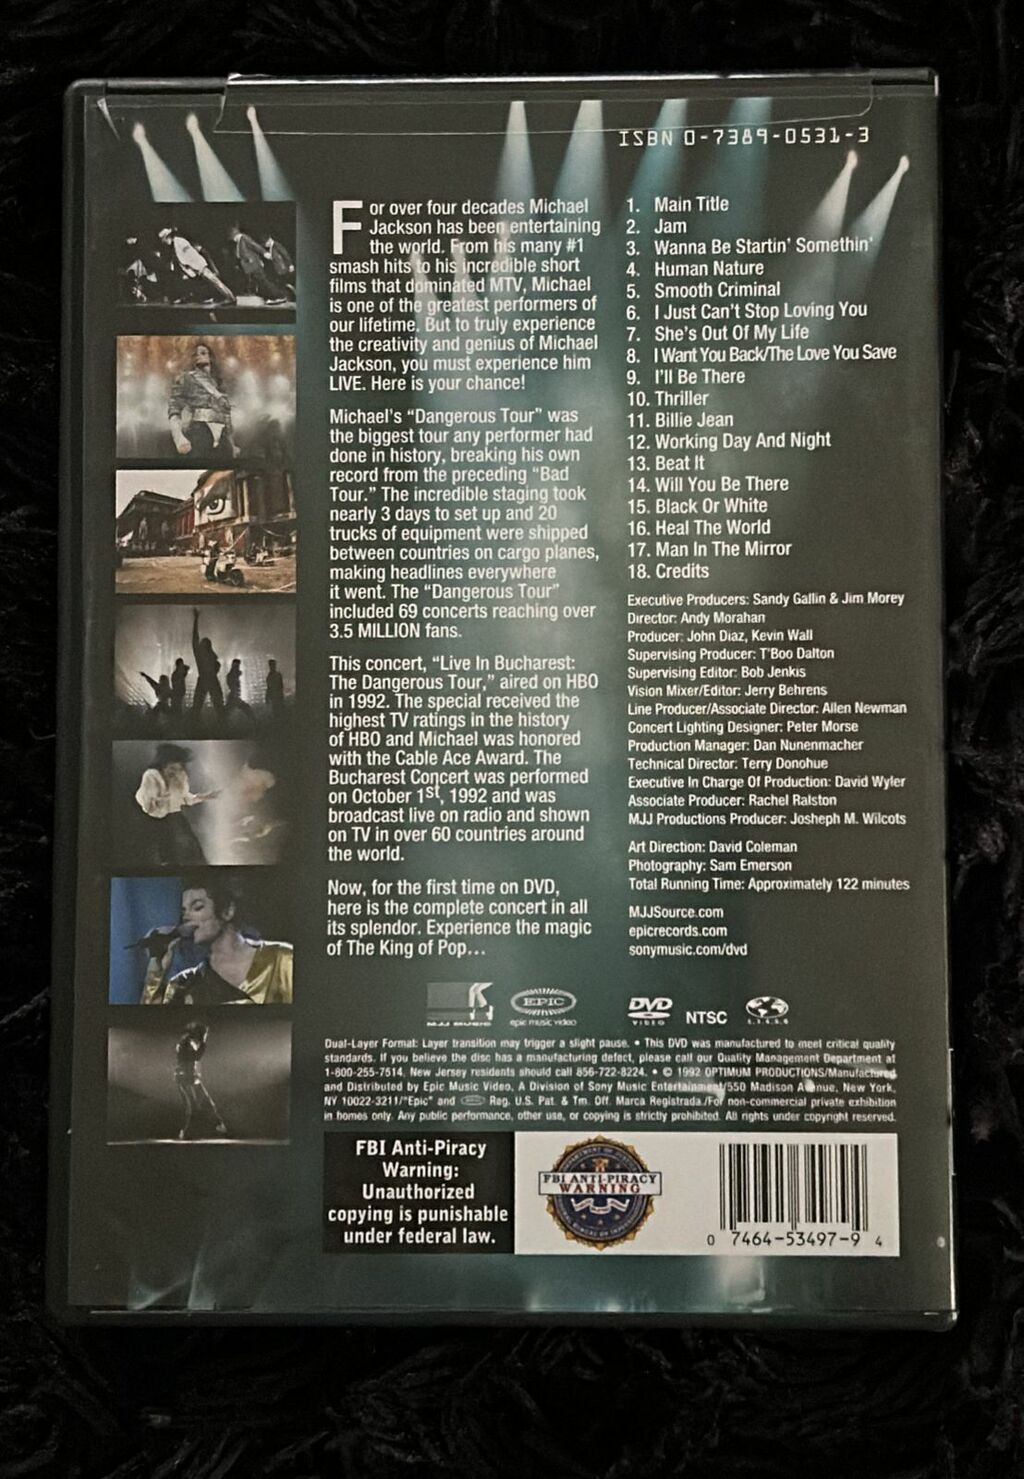 ISBN 0-7389-0531-3
For over four decades Michael
Jackson has been entertaining
the world. From his many #1
smash hits to his incredible short
films that dominated MTV, Michael
is one of the greatest performers of
our lifetime. But to truly experience
the creativity and genius of Michael
Jackson, you must experience him
LIVE. Here is your chance!
Michael's “Dangerous Tour” was
the biggest tour any performer had
done in history, breaking his own
record from the preceding “Bad
Tour.” The incredible staging took
nearly 3 days to set up and 20
trucks of equipment were shipped
between countries on cargo planes,
making headlines everywhere
it went. The “Dangerous Tour”
included 69 concerts reaching over
3.5 MILLION fans.
This concert, “Live In Bucharest:
The Dangerous Tour,” aired on HBO
in 1992. The special received the
highest TV ratings in the history
of HBO and Michael was honored
with the Cable Ace Award. The
Bucharest Concert was performed
on October 1st, 1992 and was
broadcast live on radio and shown
on TV in over 60 countries around
the world.
Now, for the first time on DVD,
here is the complete concert in all
its splendor. Experience the magic
of The King of Pop...
1. Main Title
2. Jam
3. Wanna Be Startin' Somethin'
4. Human Nature
5. Smooth Criminal
6. I Just Can't Stop Loving You
7. She's Out Of My Life
8. I Want You Back/The Love You Save
9. I'll Be There
10. Thriller
11. Billie Jean
12. Working Day And Night
13. Beat It
14. Will You Be There
15. Black Or White
16. Heal The World
17. Man In The Mirror
18. Credits
Executive Producers: Sandy Gallin & Jim Morey
Director: Andy Morahan
Producer: John Diaz, Kevin Wall
Supervising Producer: T'Boo Dalton
Supervising Editor: Bob Jenkis
Vision Mixer/Editor: Jerry Behrens
Line Producer/Associate Director: Allen Newman
Concert Lighting Designer: Peter Morse
Production Manager: Dan Nunenmacher
Technical Director: Terry Donohue
Executive In Charge Of Production: David Wyler
Associate Producer: Rachel Ralston
MJJ Productions Producer: Josheph M. Wilcots
Art Direction: David Coleman
Photography: Sam Emerson
Total Running Time: Approximately 122 minutes
MJJSource.com
epicrecords.com
sonymusic.com/dvd
MJJ MUSIC
EPIC
epic music video
DVD
VIDEO
NTSC
Dual-Layer Format: Layer transition may trigger a slight pause. • This DVD was manufactured to meet critical quality
standards. If you believe the disc has a manufacturing defect, please call our Quality Management Department at
1-800-255-7514. New Jersey residents should call 856-722-8224. • © 1992 OPTIMUM PRODUCTIONS/Manufactured
and Distributed by Epic Music Video, A Division of Sony Music Entertainment/550 Madison Avenue, New York,
NY 10022-3211/"Epic" and Reg. U.S. Pat. & Tm. Off. Marca Registrada./For non-commercial private exhibition
in homes only. Any public performance, other use, or copying is strictly prohibited. All rights under copyright reserved.
FBI Anti-Piracy
Warning:
Unauthorized
copying is punishable
under federal law.
FBI ANTI-PIRACY
WARNING
0 7464-53497-9 4